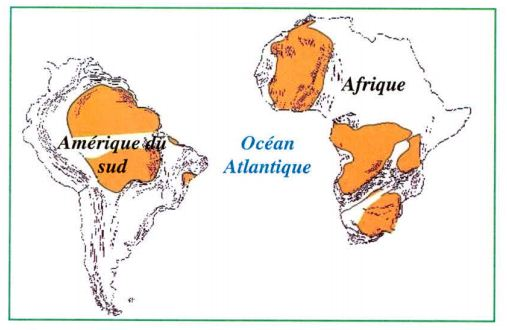 Afrique
Amérique du
sud
Océan
Atlantique